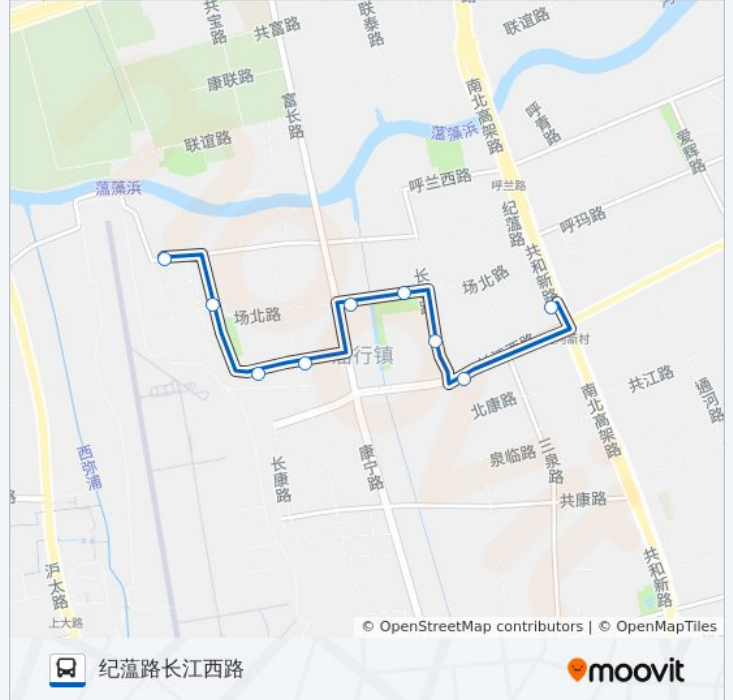 共宝路
共富路
联泰路
联谊路
康联路
富长路
南北高架路
呼青路
蕰藻浜
联谊路
爱辉路
呼兰西路
呼兰路
蕰藻浜
纪蕰路
呼玛路
共和新路
场北路
场北路
庙行镇
共江路
通河路
北康路
南北高架路
西弥浦
长康路
康宁路
泉临路
三泉路
共康路
沪太路
上大路
共和新路
© OpenStreetMap contributors | © OpenMapTiles
纪蕰路长江西路
moovit